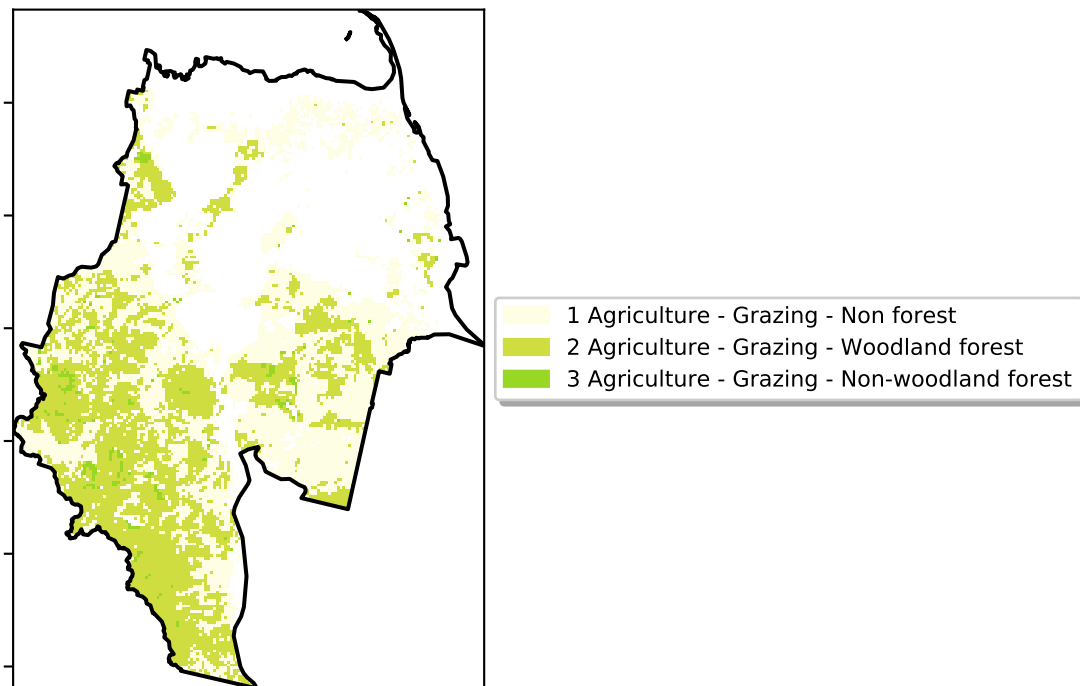 1 Agriculture - Grazing - Non forest
2 Agriculture - Grazing - Woodland forest
3 Agriculture - Grazing - Non-woodland forest